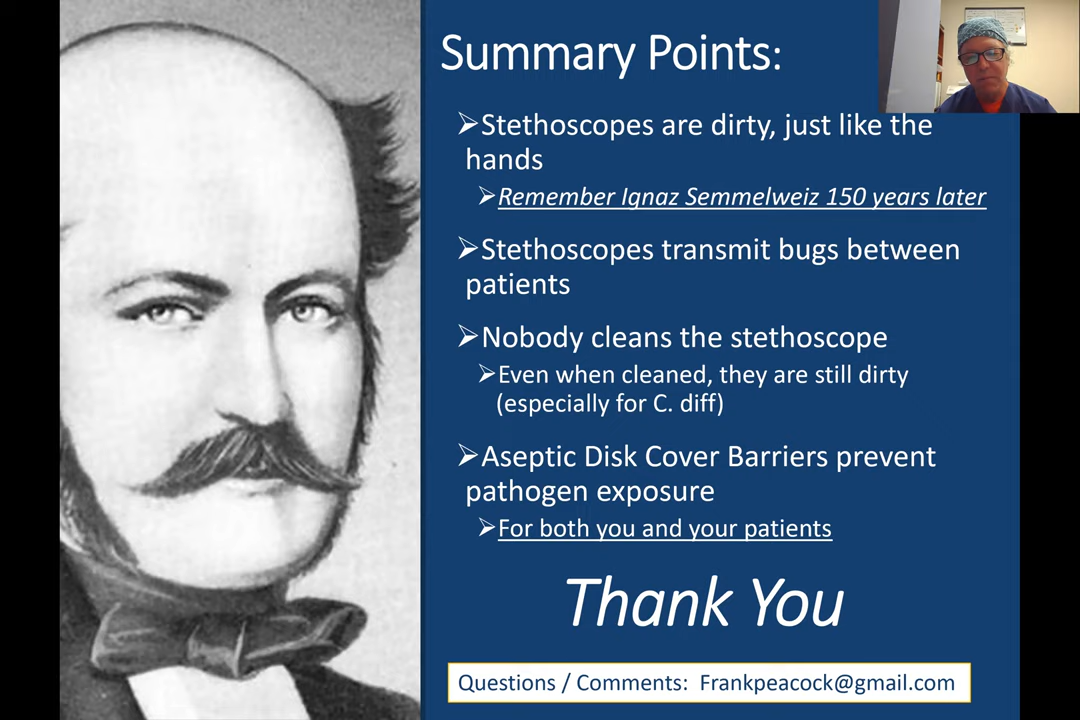 Summary Points:
➢Stethoscopes are dirty, just like the
hands
➢Remember Ignaz Semmelweiz 150 years later
➢Stethoscopes transmit bugs between
patients
➢Nobody cleans the stethoscope
➢Even when cleaned, they are still dirty
(especially for C. diff)
➢Aseptic Disk Cover Barriers prevent
pathogen exposure
➢For both you and your patients
Thank You
Questions / Comments: Frankpeacock@gmail.com